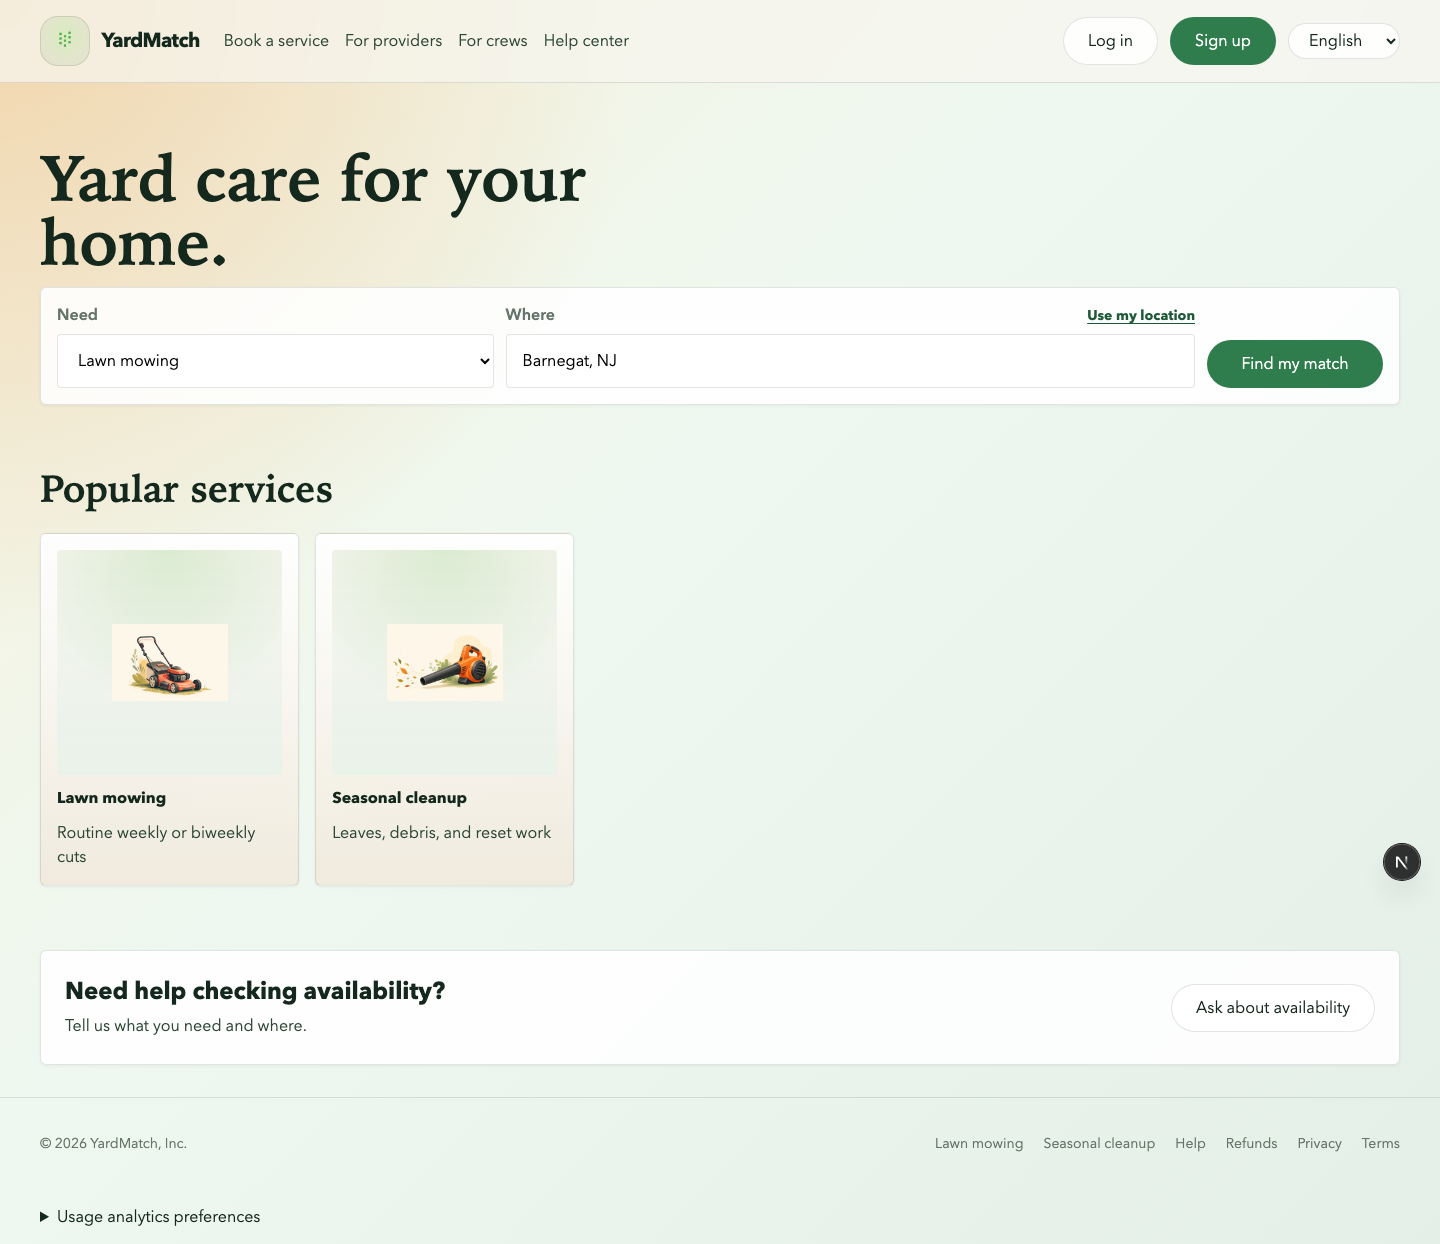 YardMatch
Book a service
For providers
For crews
Help center
Log in
Sign up
English
Yard care for your
home.
Need
Where
Use my location
Lawn mowing
Barnegat, NJ
Find my match
Popular services
Lawn mowing
Routine weekly or biweekly
cuts
Seasonal cleanup
Leaves, debris, and reset work
N
Need help checking availability?
Tell us what you need and where.
Ask about availability
© 2026 YardMatch, Inc.
Lawn mowing
Seasonal cleanup
Help
Refunds
Privacy
Terms
Usage analytics preferences